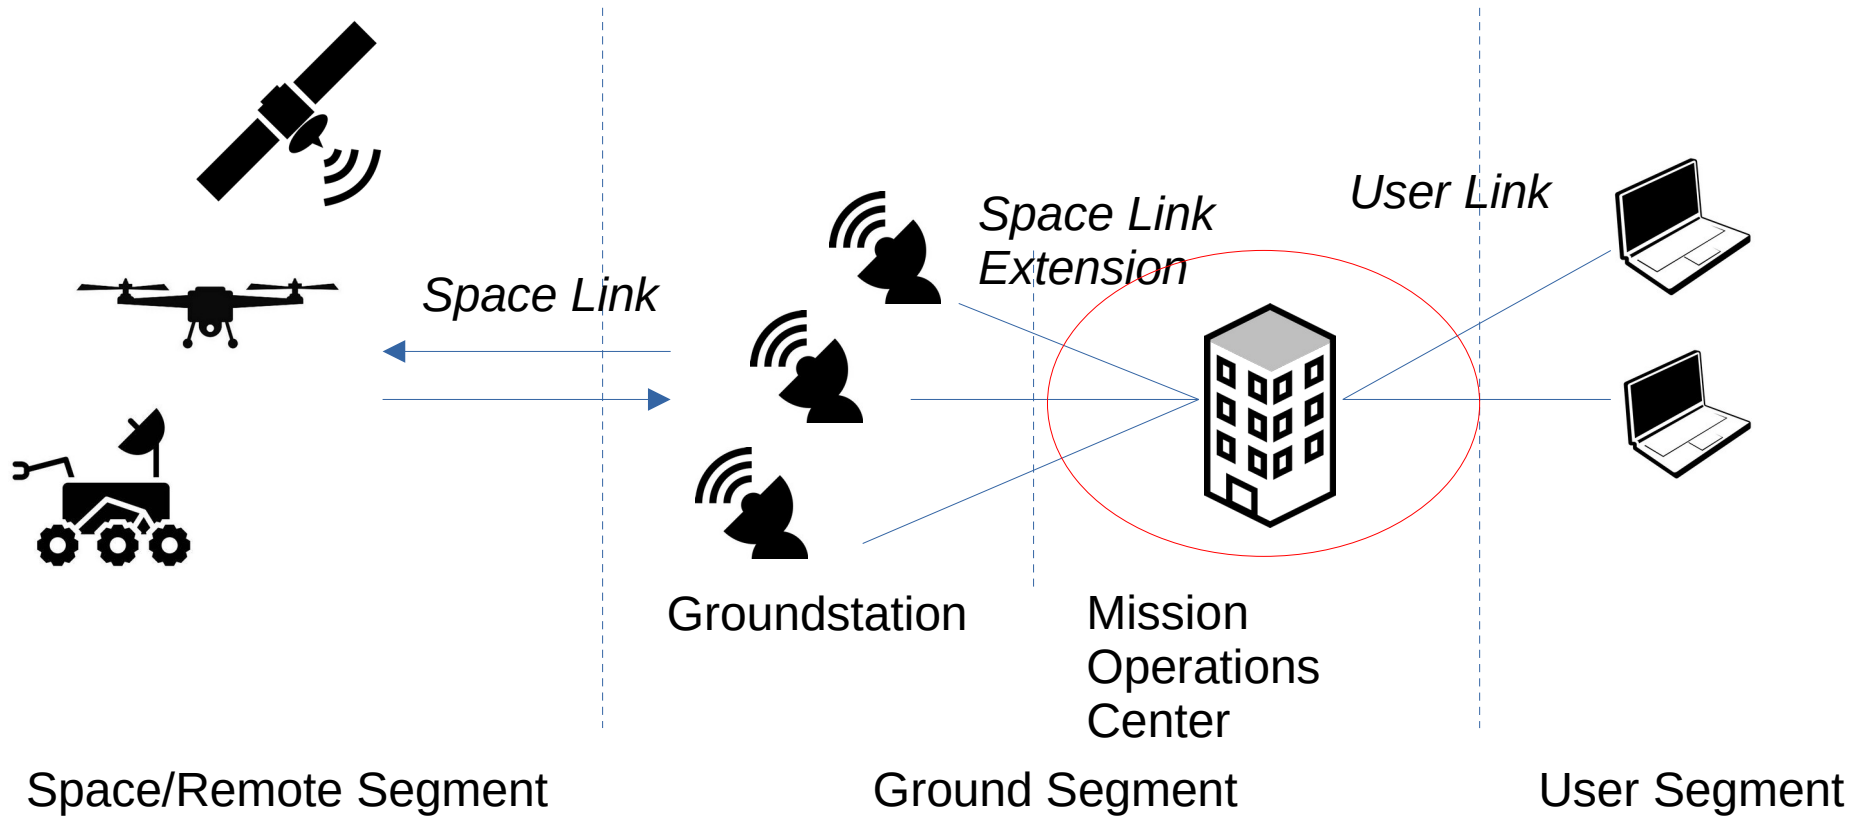 Space Link
Space Link
Extension
User Link
Groundstation
Mission
Operations
Center
Space/Remote Segment
Ground Segment
User Segment